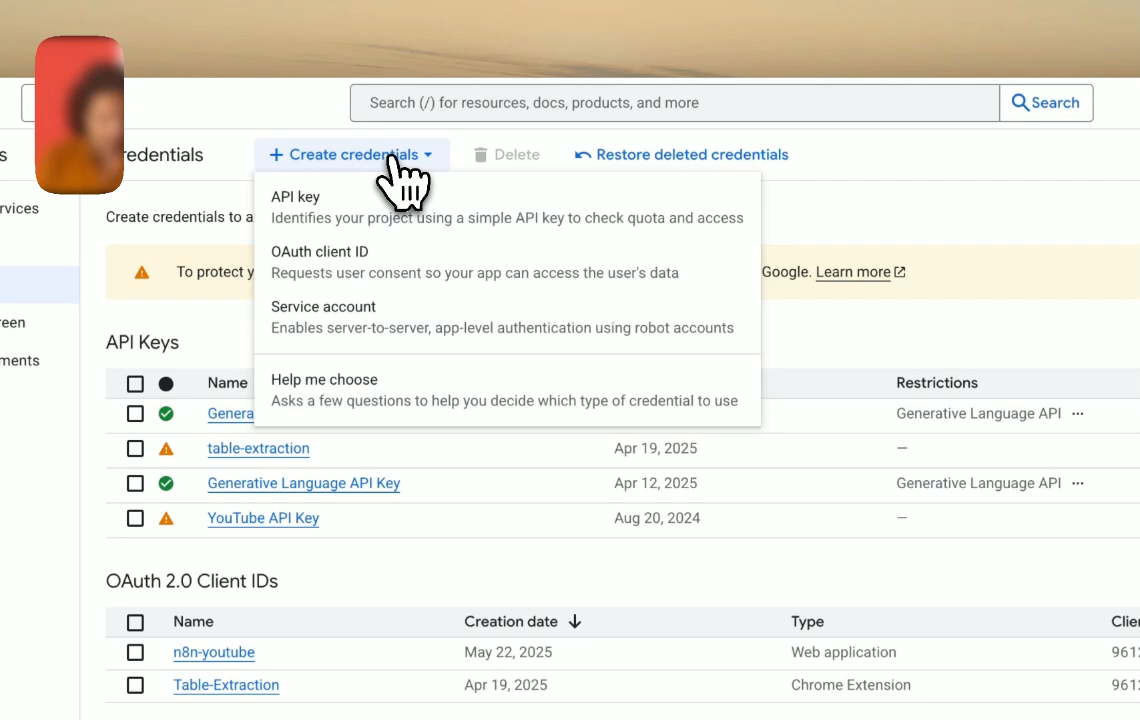 Search (/) for resources, docs, products, and more
Search
s
redentials
Create credentials
Delete
Restore deleted credentials
rvices
reen
ments
Create credentials to a
API key
Identifies your project using a simple API key to check quota and access
OAuth client ID
Requests user consent so your app can access the user's data
Service account
Enables server-to-server, app-level authentication using robot accounts
Help me choose
Asks a few questions to help you decide which type of credential to use
To protect y
Google. Learn more
API Keys
Name Restrictions
Genera Generative Language API ...
table-extraction Apr 19, 2025 —
Generative Language API Key Apr 12, 2025 Generative Language API ...
YouTube API Key Aug 20, 2024 —
OAuth 2.0 Client IDs
Name Creation date Type Clie
n8n-youtube May 22, 2025 Web application 961
Table-Extraction Apr 19, 2025 Chrome Extension 961